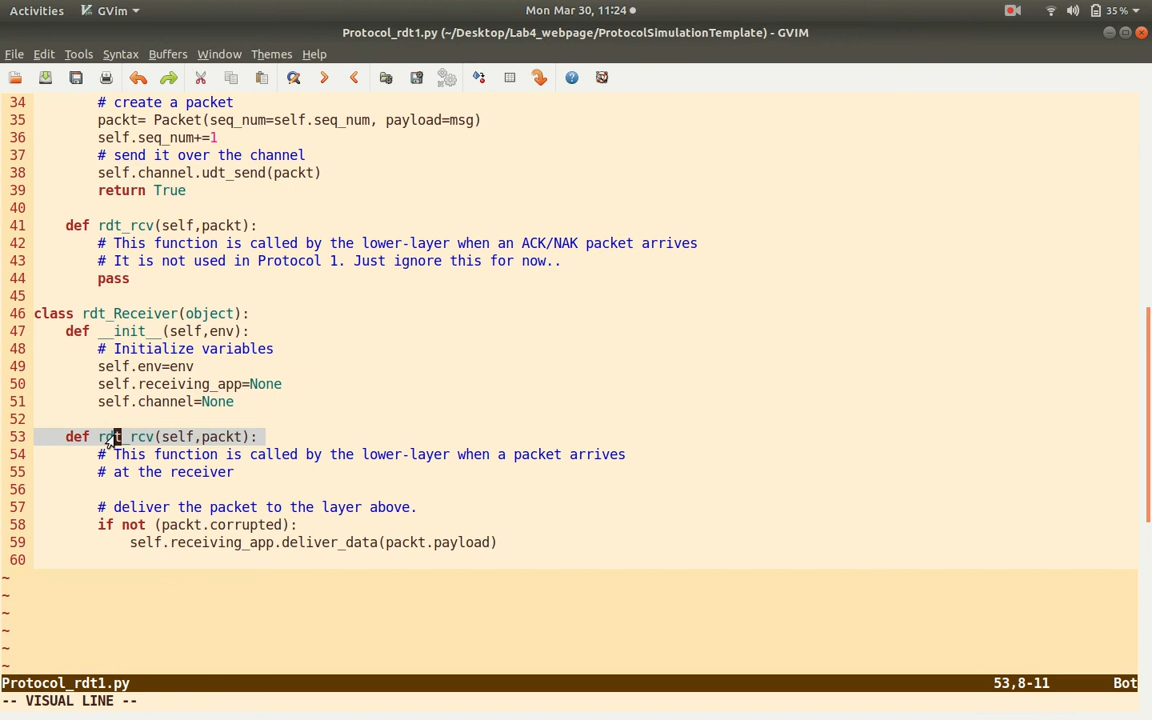 Activities GVim Mon Mar 30, 11:24 35 %
Protocol_rdt1.py (~/Desktop/Lab4_webpage/ProtocolSimulationTemplate) - GVIM
File Edit Tools Syntax Buffers Window Themes Help
34         # create a packet
35         packt= Packet(seq_num=self.seq_num, payload=msg)
36         self.seq_num+=1
37         # send it over the channel
38         self.channel.udt_send(packt)
39         return True
40
41     def rdt_rcv(self,packt):
42         # This function is called by the lower-layer when an ACK/NAK packet arrives
43         # It is not used in Protocol 1. Just ignore this for now..
44         pass
45
46 class rdt_Receiver(object):
47     def __init__(self,env):
48         # Initialize variables
49         self.env=env
50         self.receiving_app=None
51         self.channel=None
52
53     def rdt_rcv(self,packt):
54         # This function is called by the lower-layer when a packet arrives
55         # at the receiver
56
57         # deliver the packet to the layer above.
58         if not (packt.corrupted):
59             self.receiving_app.deliver_data(packt.payload)
60
~
~
~
~
~
~
Protocol_rdt1.py 53,8-11 Bot
-- VISUAL LINE --